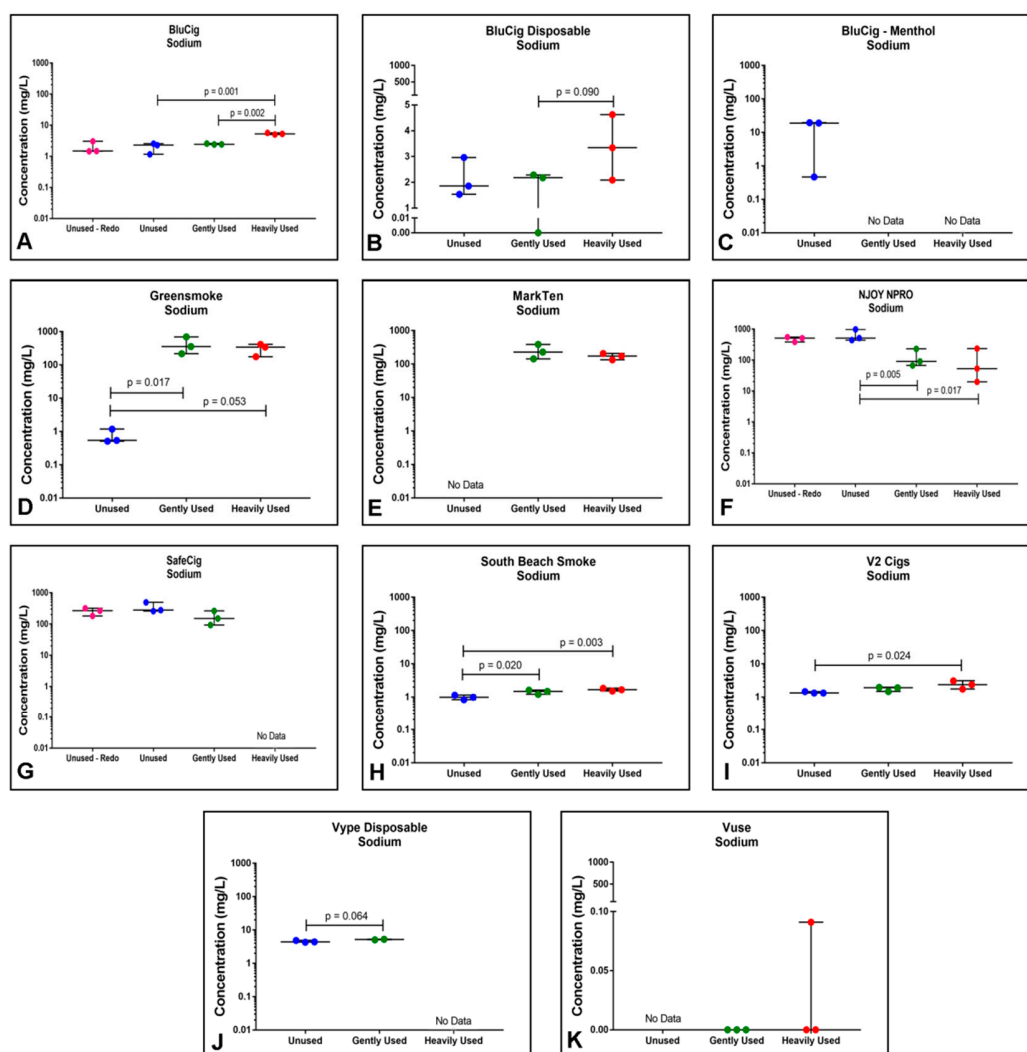 BluCig
Sodium
Concentration (mg/L)
1000
100
10
1
0.1
0.01
p = 0.001
p = 0.002
Unused - Redo Unused Gently Used Heavily Used
A
BluCig Disposable
Sodium
Concentration (mg/L)
1000
500
5
4
3
2
0.01
0.00
p = 0.090
Unused Gently Used Heavily Used
B
BluCig - Menthol
Sodium
Concentration (mg/L)
1000
100
10
1
0.1
0.01
No Data No Data
Unused Gently Used Heavily Used
C
Greensmoke
Sodium
Concentration (mg/L)
1000
100
10
1
0.1
0.01
p = 0.017
p = 0.053
Unused Gently Used Heavily Used
D
MarkTen
Sodium
Concentration (mg/L)
1000
100
10
1
0.1
0.01
No Data
Unused Gently Used Heavily Used
E
NJOY NPRO
Sodium
Concentration (mg/L)
1000
100
10
1
0.1
0.01
p = 0.005
p = 0.017
Unused - Redo Unused Gently Used Heavily Used
F
SafeCig
Sodium
Concentration (mg/L)
1000
100
10
1
0.1
0.01
No Data
Unused - Redo Unused Gently Used Heavily Used
G
South Beach Smoke
Sodium
Concentration (mg/L)
1000
100
10
1
0.1
0.01
p = 0.003
p = 0.020
Unused Gently Used Heavily Used
H
V2 Cigs
Sodium
Concentration (mg/L)
1000
100
10
1
0.1
0.01
p = 0.024
Unused Gently Used Heavily Used
I
Vype Disposable
Sodium
Concentration (mg/L)
1000
100
10
1
0.1
0.01
p = 0.064
No Data
Unused Gently Used Heavily Used
J
Vuse
Sodium
Concentration (mg/L)
1000
500
0.10
0.05
0.00
No Data
Unused Gently Used Heavily Used
K